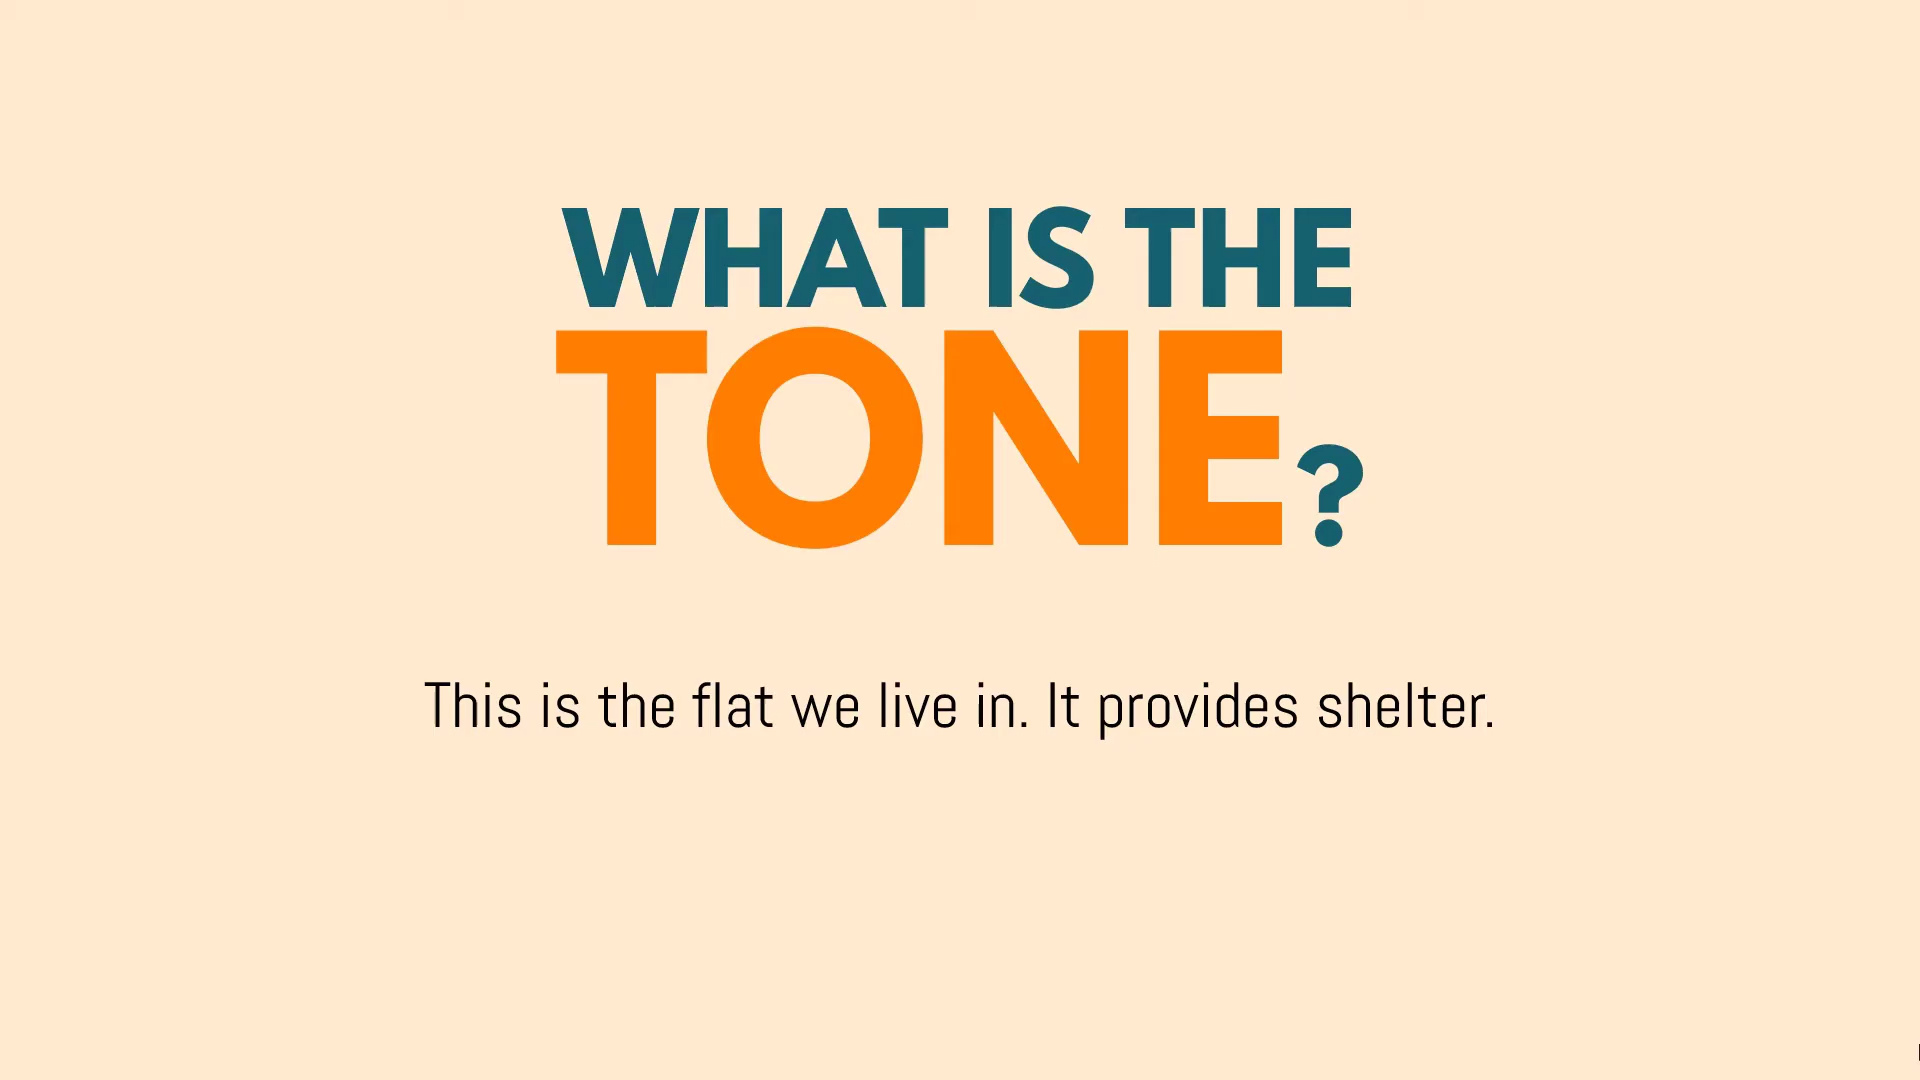 WHAT IS THE
TONE?
This is the flat we live in. It provides shelter.